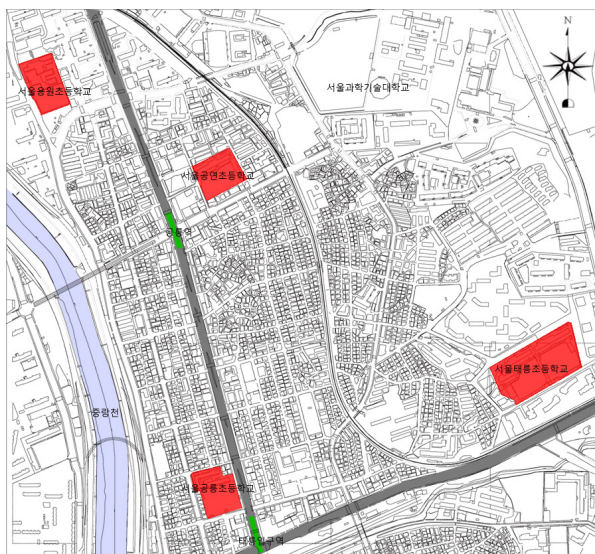 N
서울과학기술대학교
서울용원초등학교
서울공연초등학교
공릉역
서울태릉초등학교
중랑천
서울공릉초등학교
태릉입구역